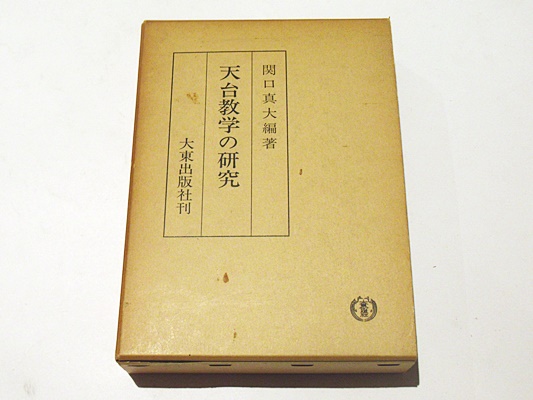 関口真大編著
天台教学の研究
大東出版社刊